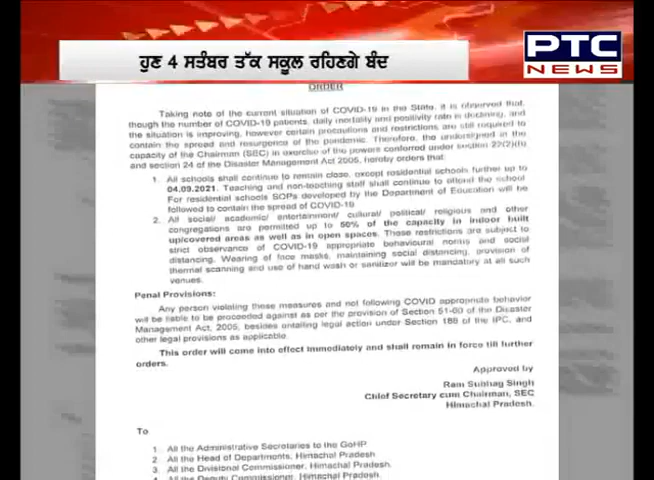 ਹੁਣ 4 ਸਤੰਬਰ ਤੱਕ ਸਕੂਲ ਰਹਿਣਗੇ ਬੰਦ
PTC
NEWS
ORDER
Taking note of the current situation of COVID-19 in the State, it is observed that,
though the number of COVID-19 patients, daily mortality and positivity rate is declining, and
the situation is improving, however certain precautions and restrictions are still required to
contain the spread and resurgence of the pandemic. Therefore, the undersigned in the
capacity of the Chairman (SEC) in exercise of the powers conferred under section 22(2)(h)
and section 24 of the Disaster Management Act 2005, hereby orders that:
1. All schools shall continue to remain close, except residential schools further up to
04.09.2021. Teaching and non-teaching staff shall continue to attend the school
For residential schools SOPs developed by the Department of Education will be
followed to contain the spread of COVID-19
2. All social/ academic/ entertainment/ cultural/ political/ religious and other
congregations are permitted up to 50% of the capacity in indoor built
up/covered areas as well as in open spaces. These restrictions are subject to
strict observance of COVID-19 appropriate behavioural norms and social
distancing. Wearing of face masks, maintaining social distancing, provision of
thermal scanning and use of hand wash or sanitizer will be mandatory at all such
venues.
Penal Provisions:
Any person violating these measures and not following COVID appropriate behavior
will be liable to be proceeded against as per the provision of Section 51-60 of the Disaster
Management Act, 2005, besides entailing legal action under Section 188 of the IPC, and
other legal provisions as applicable.
This order will come into effect immediately and shall remain in force till further
orders.
Approved by
Ram Subhag Singh
Chief Secretary cum Chairman, SEC
Himachal Pradesh.
To
1. All the Administrative Secretaries to the GoHP
2. All the Head of Departments, Himachal Pradesh
3. All the Divisional Commissioner, Himachal Pradesh.
4. All the Deputy Commissioner, Himachal Pradesh.